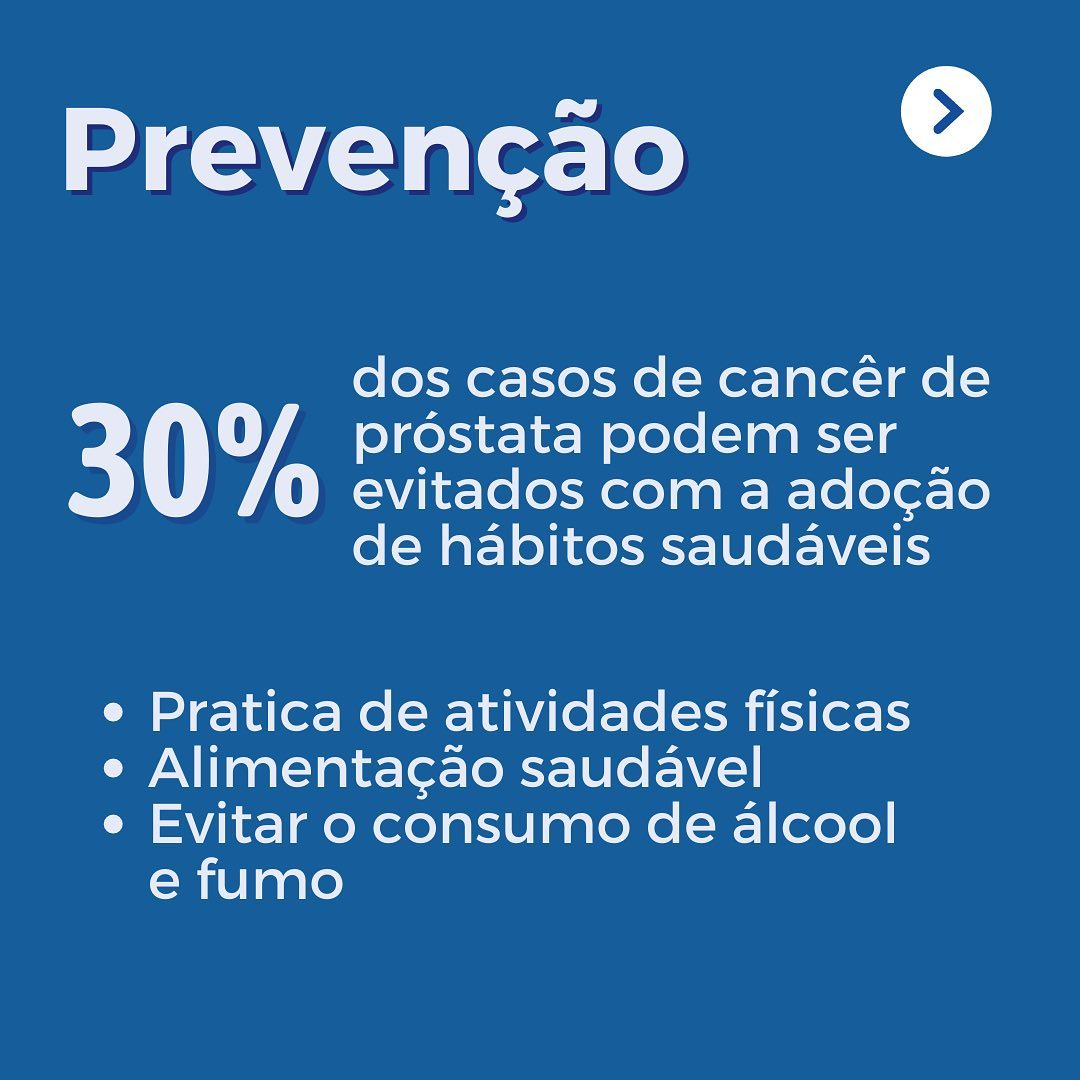 Prevenção
30%
dos casos de cancêr de
próstata podem ser
evitados com a adoção
de hábitos saudáveis
• Pratica de atividades físicas
• Alimentação saudável
• Evitar o consumo de álcool
e fumo